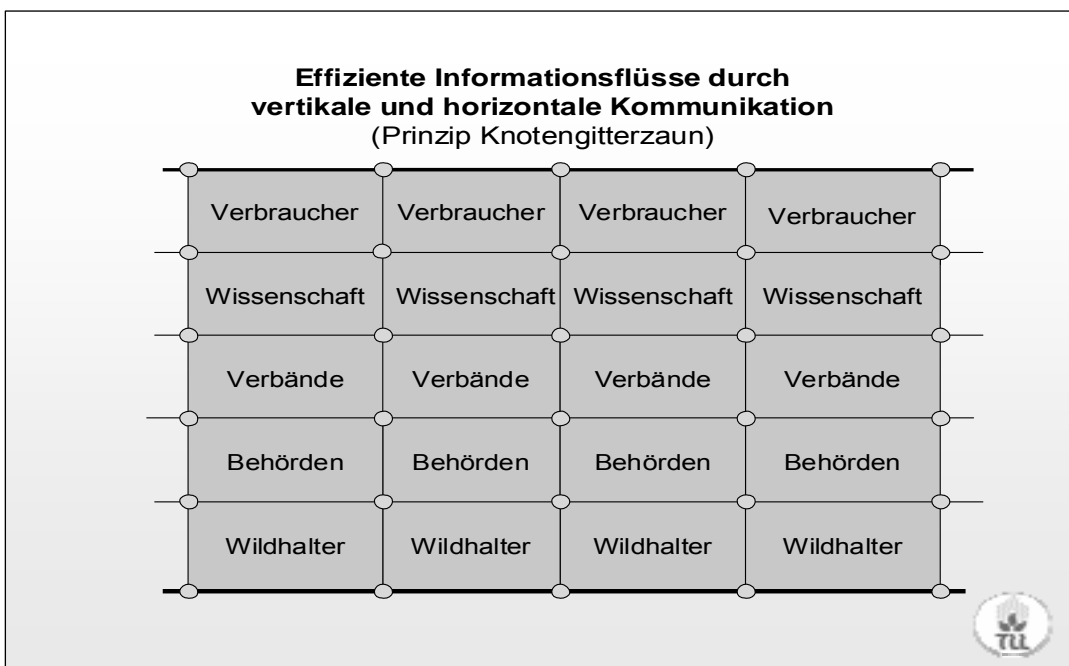 Effiziente Informationsflüsse durch
vertikale und horizontale Kommunikation
(Prinzip Knotengitterzaun)
Verbraucher Verbraucher Verbraucher Verbraucher
Wissenschaft Wissenschaft Wissenschaft Wissenschaft
Verbände Verbände Verbände Verbände
Behörden Behörden Behörden Behörden
Wildhalter Wildhalter Wildhalter Wildhalter
TLL